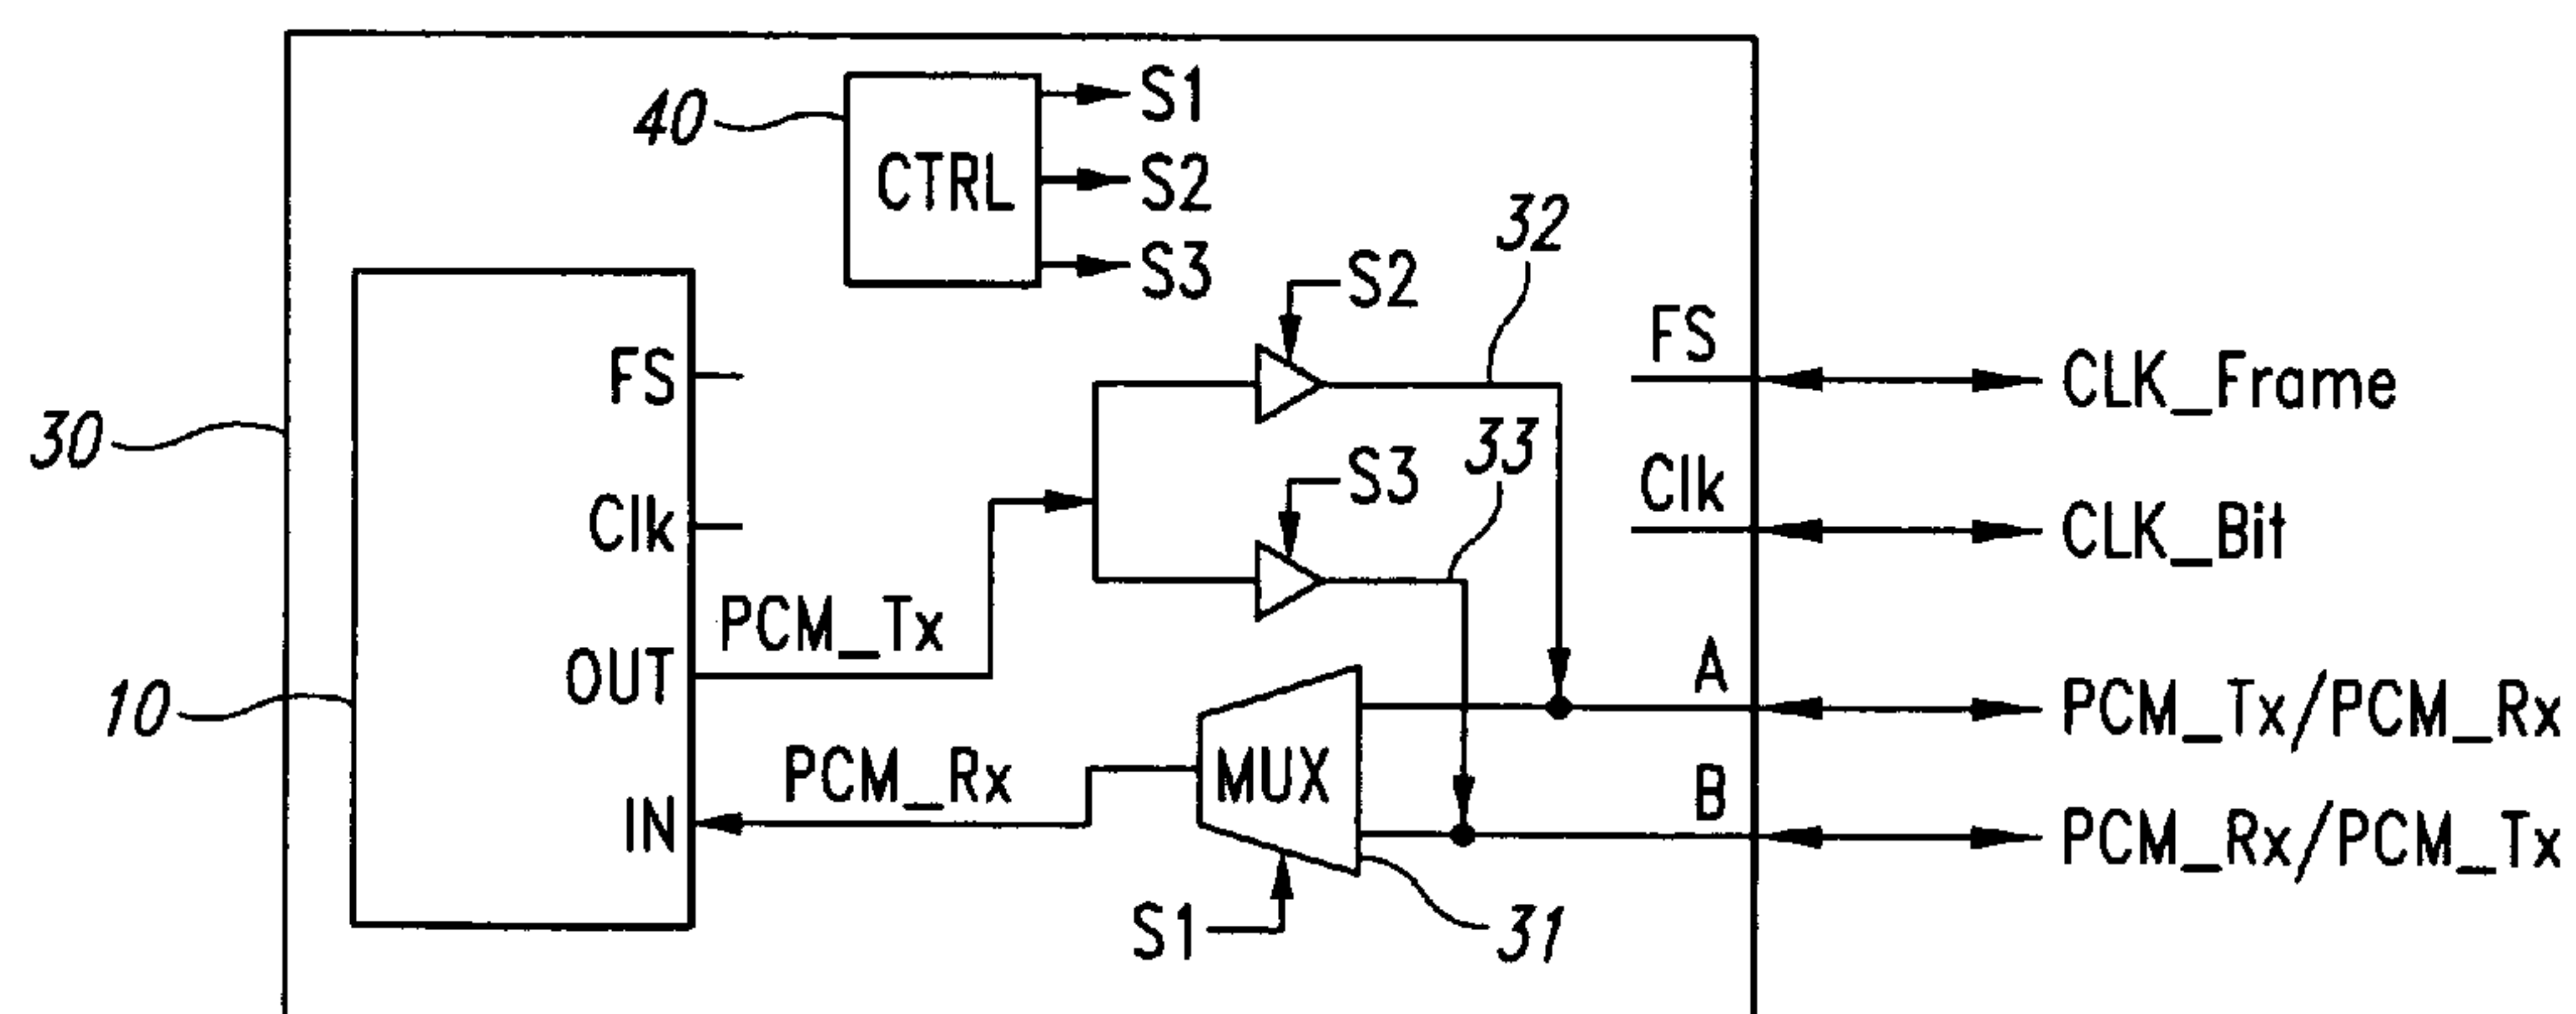 40
CTRL
S1
S2
S3
32
S2
FS
CLK_Frame
FS
30
33
S3
Clk
CLK_Bit
Clk
PCM_Tx
OUT
A
PCM_Tx/PCM_Rx
10
PCM_Rx
MUX
B
IN
PCM_Rx/PCM_Tx
S1
31